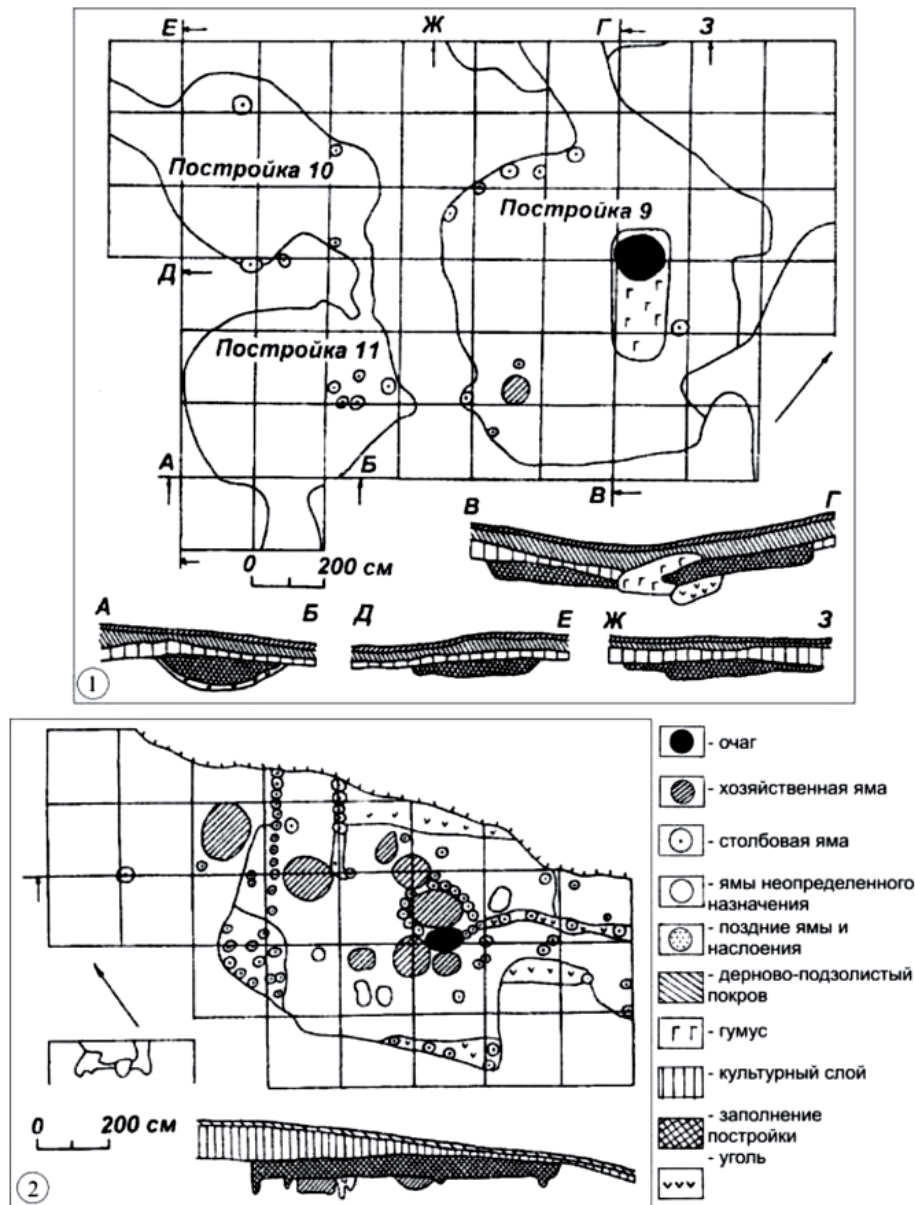 Е Ж Г З
Постройка 10
Постройка 9
Д
Постройка 11
А Б
В
0 200 см
В Г
А Б Д Е Ж З
1
- очаг
- хозяйственная яма
- столбовая яма
- ямы неопределенного
назначения
- поздние ямы и
наслоения
- дерново-подзолистый
покров
- гумус
- культурный слой
- заполнение
постройки
- уголь
0 200 см
2